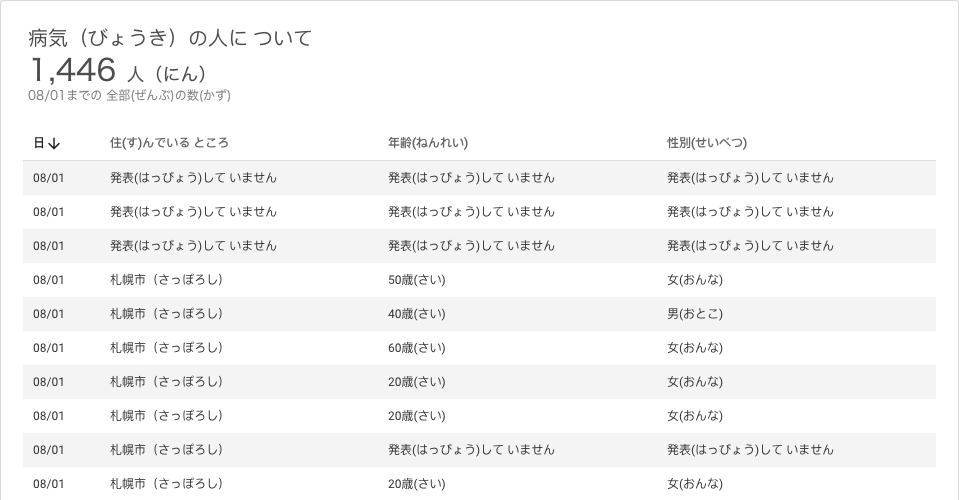 病気（びょうき）の人に ついて
1,446 人（にん）
08/01までの 全部(ぜんぶ)の数(かず)
日↓ 住(す)んでいる ところ 年齢(ねんれい) 性別(せいべつ)
08/01 発表(はっぴょう)して いません 発表(はっぴょう)して いません 発表(はっぴょう)して いません
08/01 発表(はっぴょう)して いません 発表(はっぴょう)して いません 発表(はっぴょう)して いません
08/01 発表(はっぴょう)して いません 発表(はっぴょう)して いません 発表(はっぴょう)して いません
08/01 札幌市（さっぽろし） 50歳(さい) 女(おんな)
08/01 札幌市（さっぽろし） 40歳(さい) 男(おとこ)
08/01 札幌市（さっぽろし） 60歳(さい) 女(おんな)
08/01 札幌市（さっぽろし） 20歳(さい) 女(おんな)
08/01 札幌市（さっぽろし） 20歳(さい) 女(おんな)
08/01 札幌市（さっぽろし） 発表(はっぴょう)して いません 発表(はっぴょう)して いません
08/01 札幌市（さっぽろし） 20歳(さい) 女(おんな)